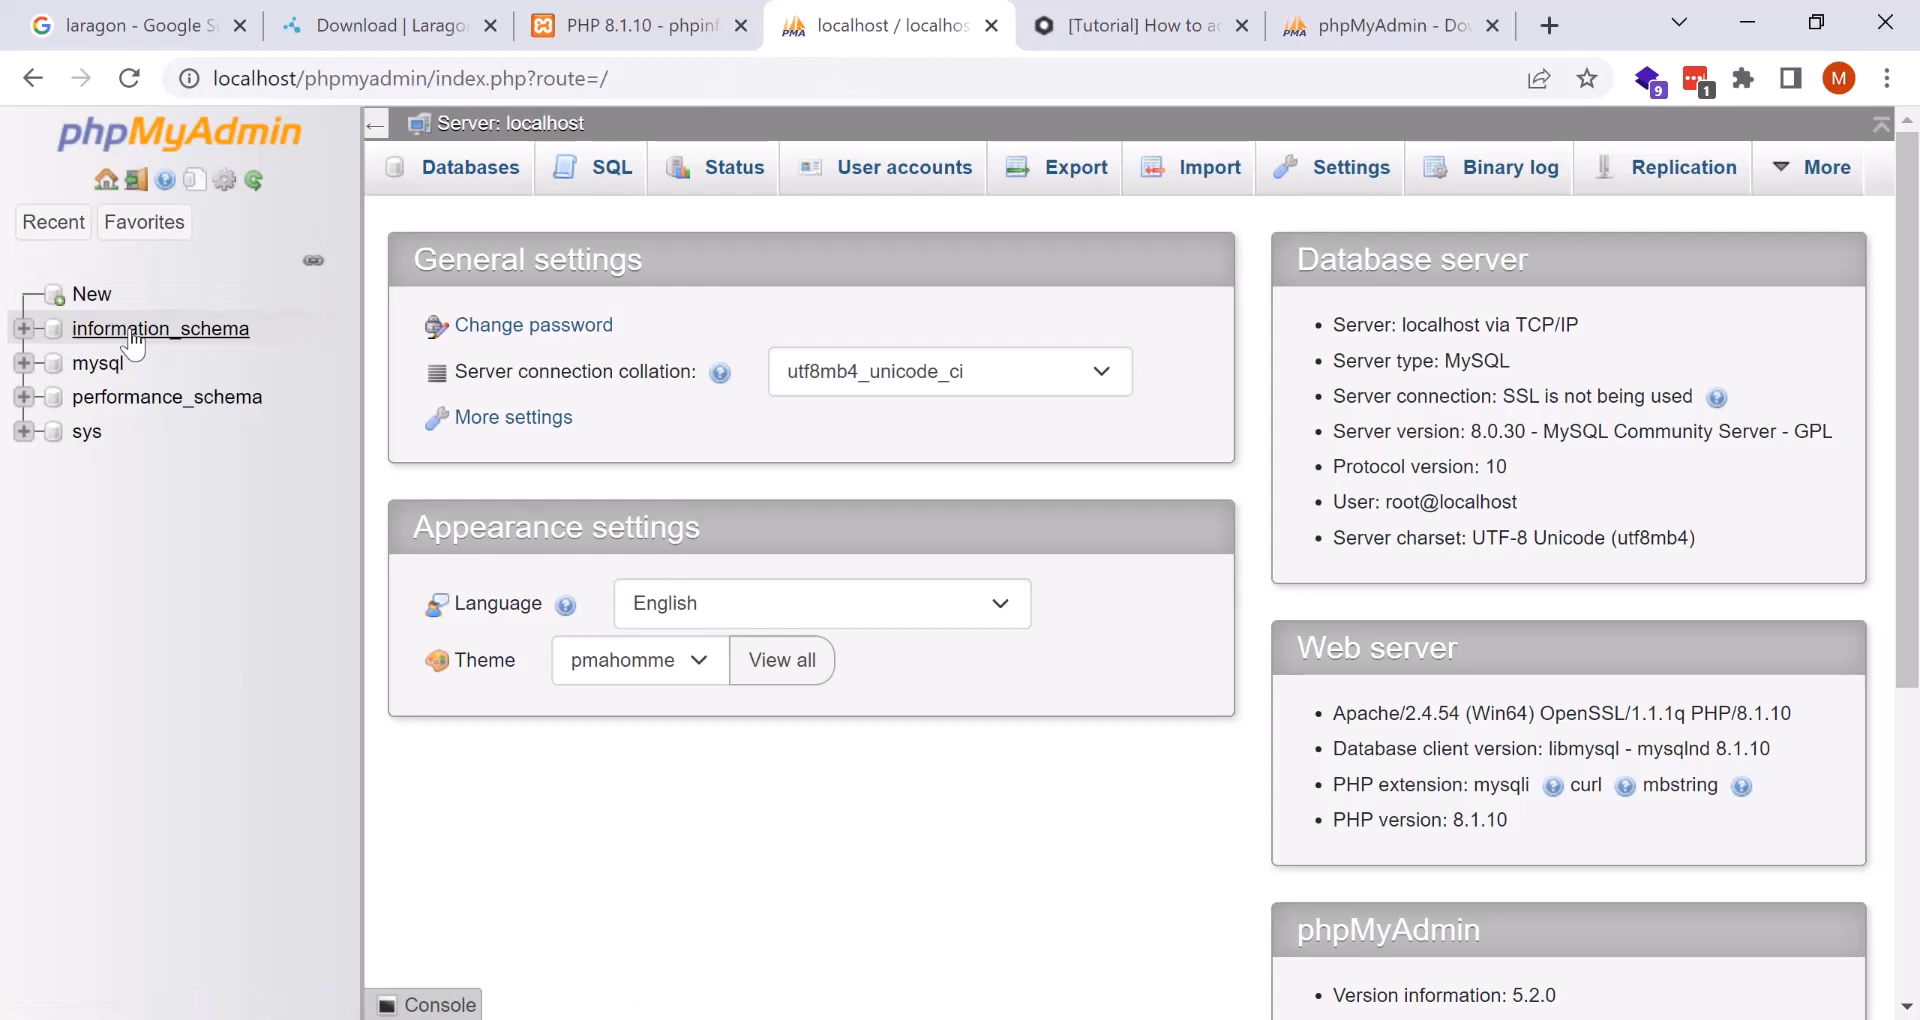 laragon - Google S
Download | Larago
PHP 8.1.10 - phpinf
localhost / localhos
[Tutorial] How to a
phpMyAdmin - Do
localhost/phpmyadmin/index.php?route=/
9
1
M
phpMyAdmin
Recent
Favorites
New
information_schema
mysql
performance_schema
sys
Server: localhost
Databases
SQL
Status
User accounts
Export
Import
Settings
Binary log
Replication
More
General settings
Change password
Server connection collation:
utf8mb4_unicode_ci
More settings
Appearance settings
Language
English
Theme
pmahomme
View all
Database server
• Server: localhost via TCP/IP
• Server type: MySQL
• Server connection: SSL is not being used
• Server version: 8.0.30 - MySQL Community Server - GPL
• Protocol version: 10
• User: root@localhost
• Server charset: UTF-8 Unicode (utf8mb4)
Web server
• Apache/2.4.54 (Win64) OpenSSL/1.1.1q PHP/8.1.10
• Database client version: libmysql - mysqlnd 8.1.10
• PHP extension: mysqli curl mbstring
• PHP version: 8.1.10
phpMyAdmin
• Version information: 5.2.0
Console